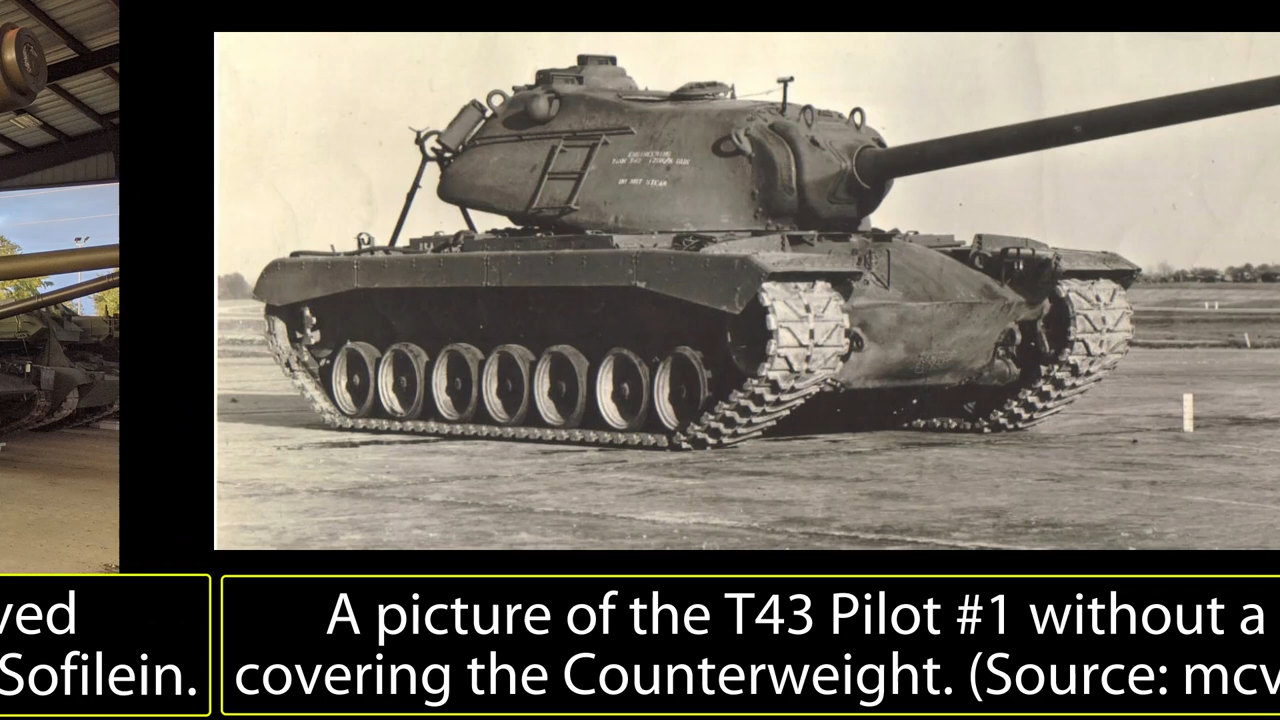 ved
Sofilein.
A picture of the T43 Pilot #1 without a
covering the Counterweight. (Source: mcv